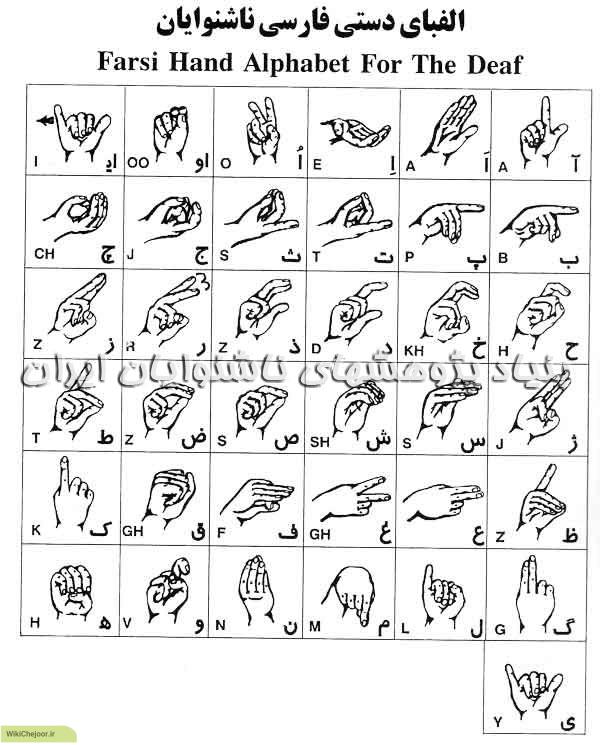 الفبای دستی فارسی ناشنوایان
Farsi Hand Alphabet For The Deaf
آ A اَ A اِ E اُ O او OO ای I
ب B پ P ت T ث S ج J چ CH
ح H خ KH د D ذ Z ر R ز Z
بنیاد پژوهشهای ناشنوایان ایران
ژ J س S ش SH ص S ض Z ط T
ظ Z ع غ GH ف F ق GH ک K
گ G ل L م M ن N و V ه H
ی Y
WikiChejoor.ir